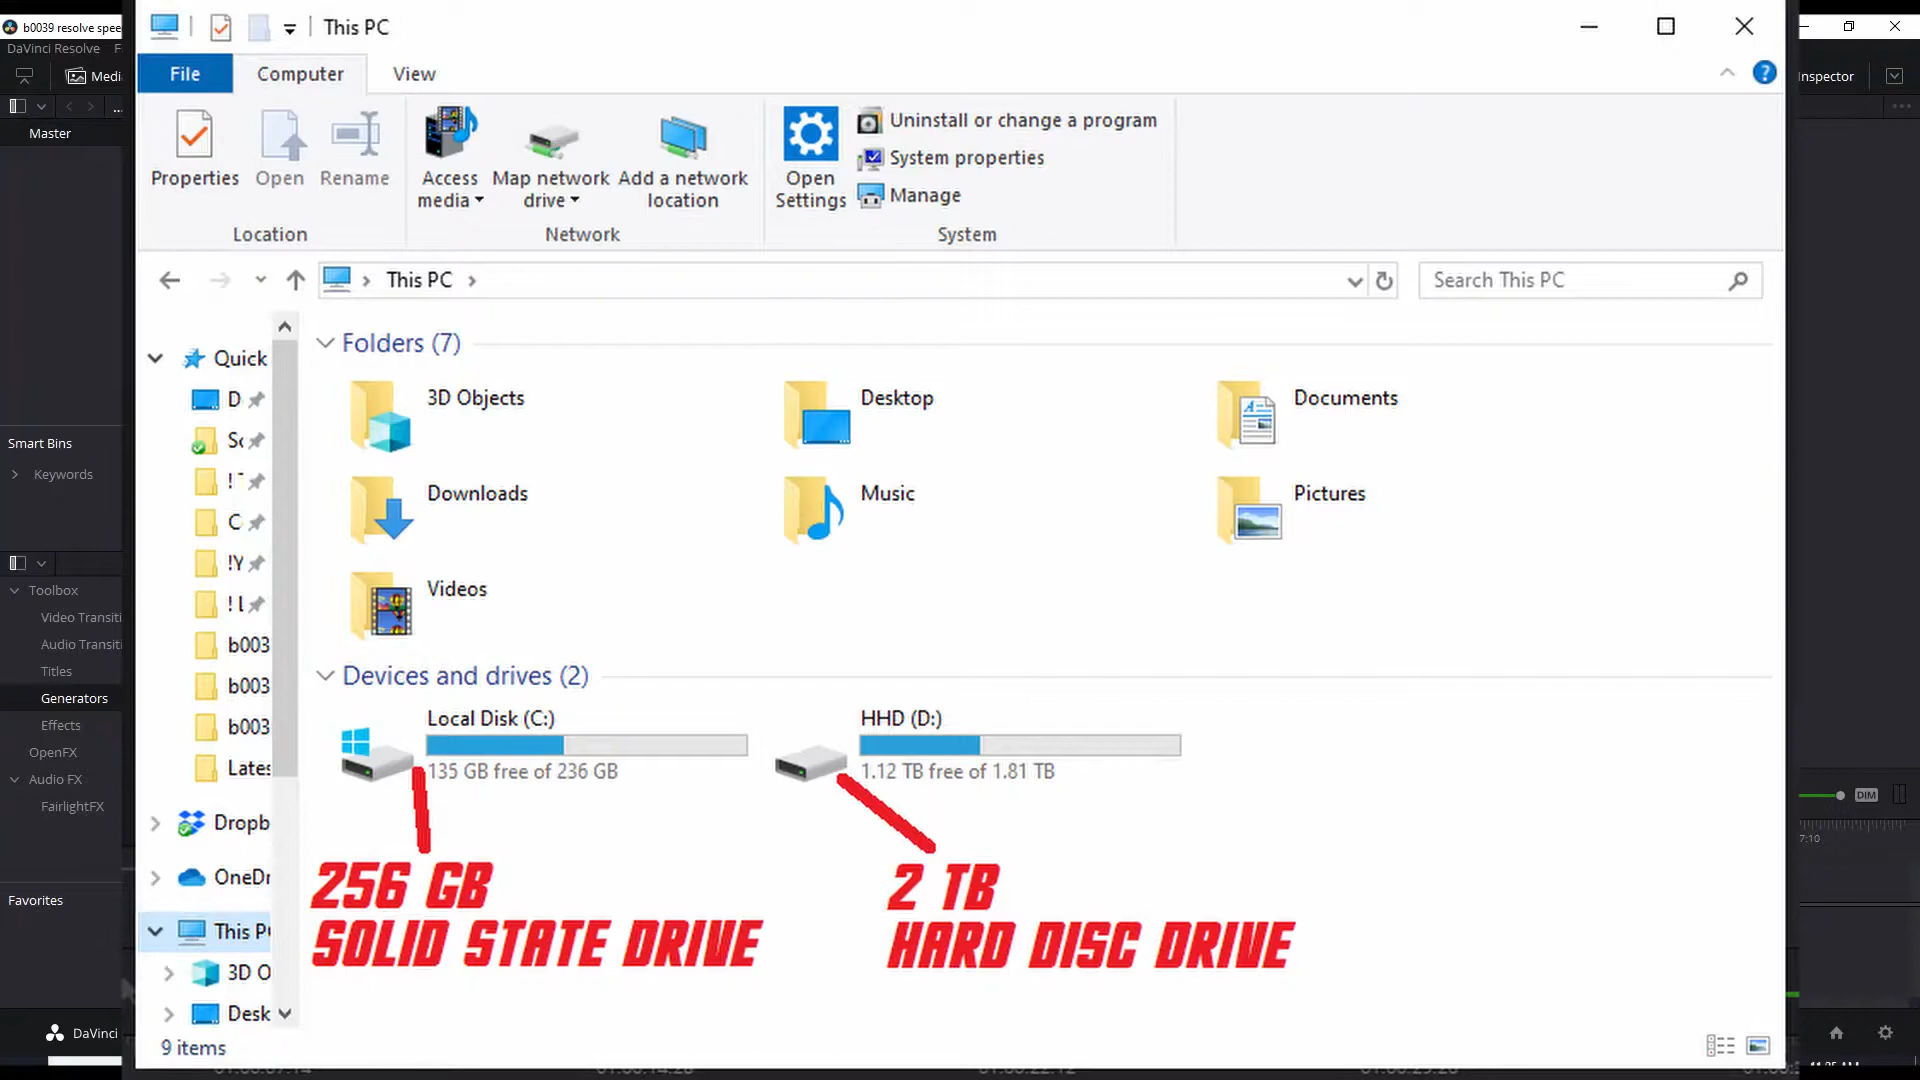 b0039 resolve speed
DaVinci Resolve
Media
...
Master
Smart Bins
Keywords
Toolbox
Video Transiti
Audio Transiti
Titles
Generators
Effects
OpenFX
Audio FX
FairlightFX
Favorites
DaVinci
This PC
File
Computer
View
?
Properties
Open
Rename
Location
Access media
Map network drive
Add a network location
Network
Open Settings
Uninstall or change a program
System properties
Manage
System
This PC
Search This PC
Quick
D
Sc
C
!Y
b003
b003
b003
Lates
Dropb
OneDr
This P
3D O
Desk
9 items
Folders (7)
3D Objects
Desktop
Documents
Downloads
Music
Pictures
Videos
Devices and drives (2)
Local Disk (C:)
135 GB free of 236 GB
HHD (D:)
1.12 TB free of 1.81 TB
256 GB
SOLID STATE DRIVE
2 TB
HARD DISC DRIVE
Inspector
DIM
7:10